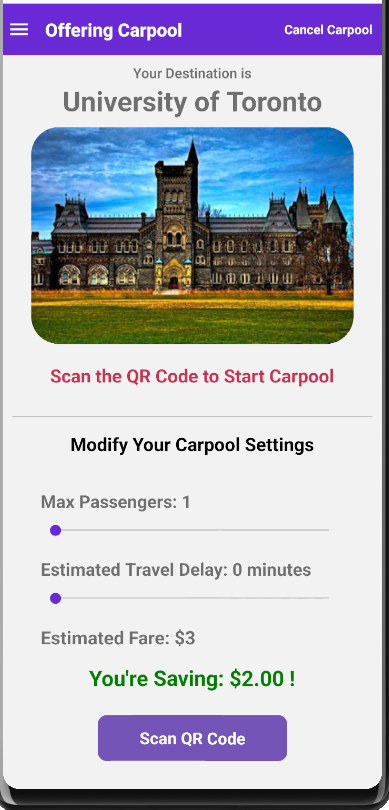 Offering Carpool
Cancel Carpool
Your Destination is
University of Toronto
Scan the QR Code to Start Carpool
Modify Your Carpool Settings
Max Passengers: 1
Estimated Travel Delay: 0 minutes
Estimated Fare: $3
You're Saving: $2.00 !
Scan QR Code